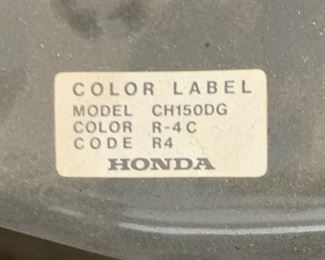 COLOR LABEL
MODEL CH150DG
COLOR R-4C
CODE R4
HONDA